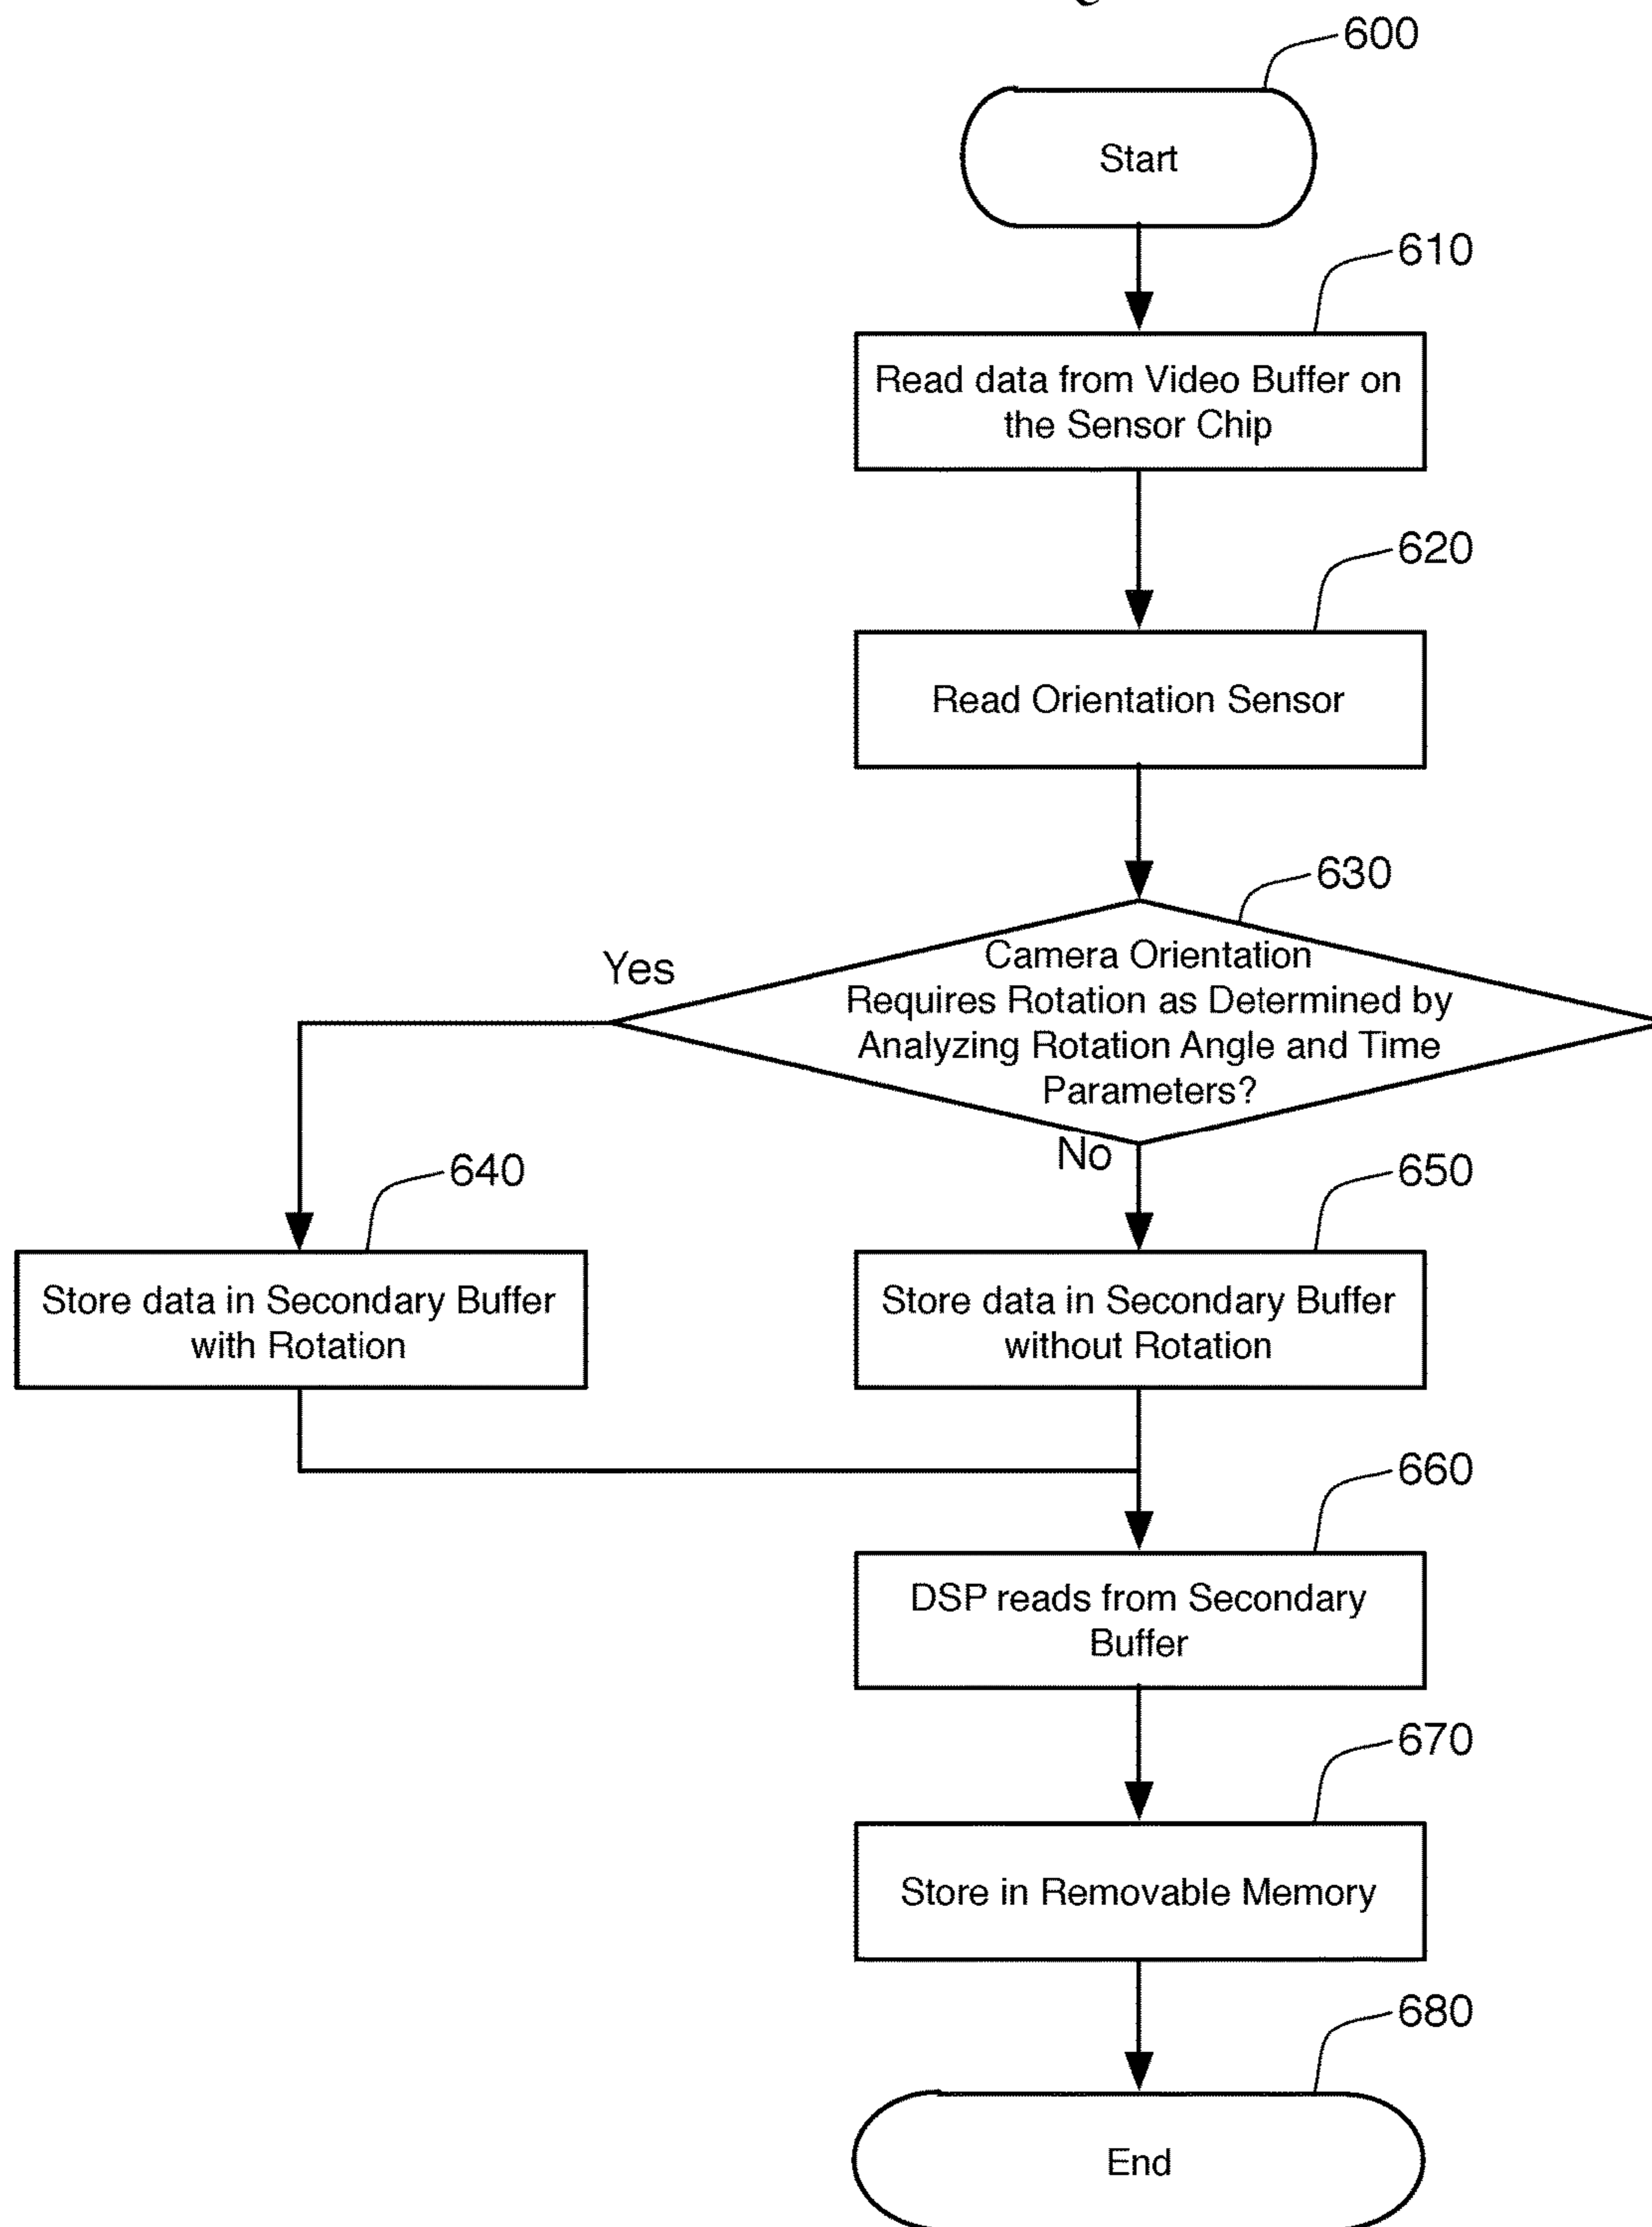 600
Start
610
Read data from Video Buffer on
the Sensor Chip
620
Read Orientation Sensor
630
Camera Orientation
Requires Rotation as Determined by
Analyzing Rotation Angle and Time
Parameters?
Yes
No
640
Store data in Secondary Buffer
with Rotation
650
Store data in Secondary Buffer
without Rotation
660
DSP reads from Secondary
Buffer
670
Store in Removable Memory
680
End